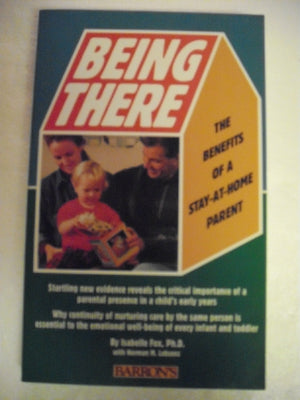 BEING
THERE
THE
BENEFITS
OF A
STAY-AT-HOME
PARENT
Startling new evidence reveals the critical importance of a
parental presence in a child's early years
Why continuity of nurturing care by the same person is
essential to the emotional well-being of every infant and toddler
By Isabelle Fox, Ph.D.
with Norman M. Lobsenz
BARRON'S